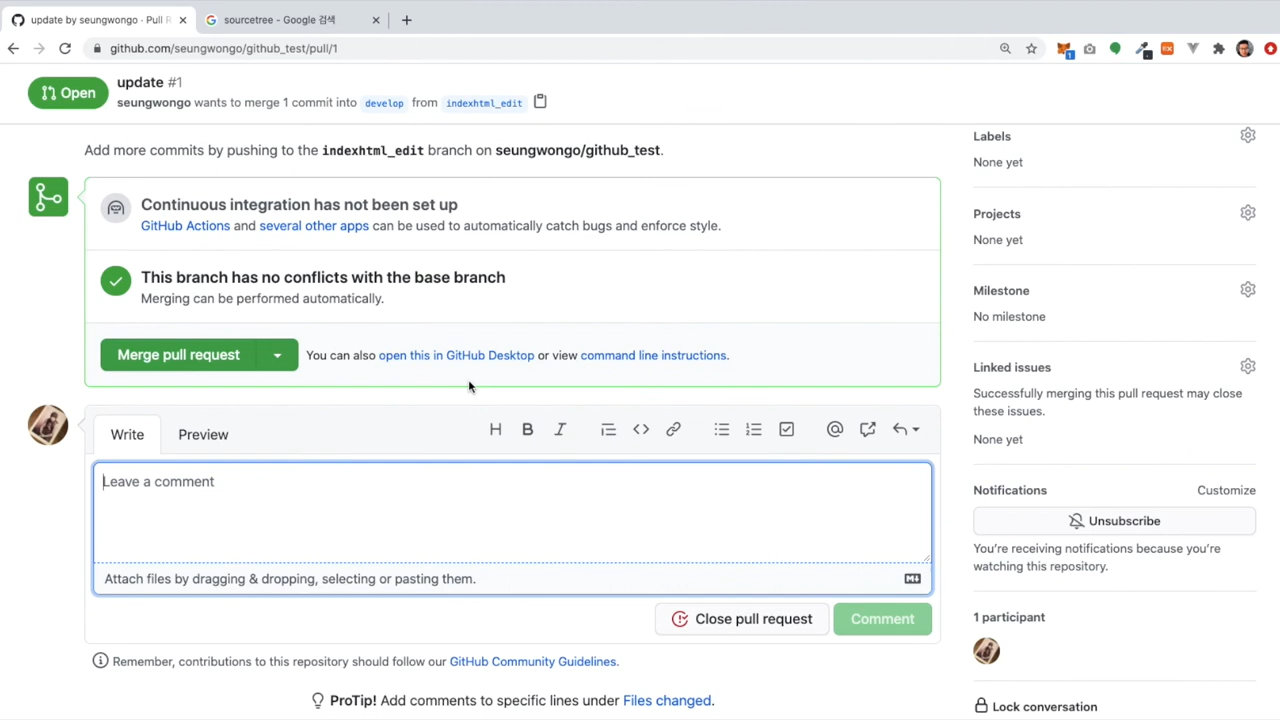 update by seungwongo · Pull R
sourcetree - Google 검색
github.com/seungwongo/github_test/pull/1
1
Open
update #1
seungwongo wants to merge 1 commit into develop from indexhtml_edit
Add more commits by pushing to the indexhtml_edit branch on seungwongo/github_test.
Continuous integration has not been set up
GitHub Actions and several other apps can be used to automatically catch bugs and enforce style.
This branch has no conflicts with the base branch
Merging can be performed automatically.
Merge pull request
You can also open this in GitHub Desktop or view command line instructions.
Write
Preview
Leave a comment
Attach files by dragging & dropping, selecting or pasting them.
Close pull request
Comment
Remember, contributions to this repository should follow our GitHub Community Guidelines.
ProTip! Add comments to specific lines under Files changed.
Labels
None yet
Projects
None yet
Milestone
No milestone
Linked issues
Successfully merging this pull request may close
these issues.
None yet
Notifications
Customize
Unsubscribe
You're receiving notifications because you're
watching this repository.
1 participant
Lock conversation